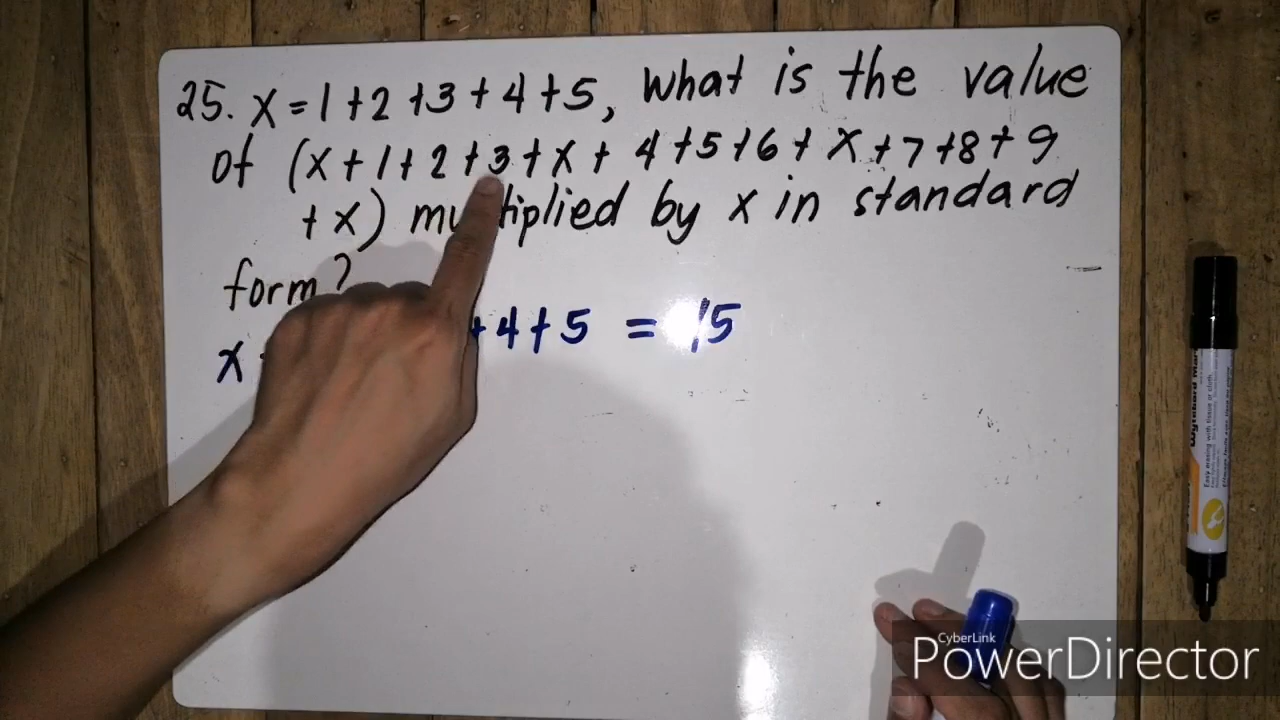 25. x = 1 + 2 + 3 + 4 + 5, What is the value
of (x + 1 + 2 + 3 + x + 4 + 5 + 6 + x + 7 + 8 + 9
+ x) multiplied by x in standard
form?
x + 4 + 5 = 15
CyberLink
PowerDirector